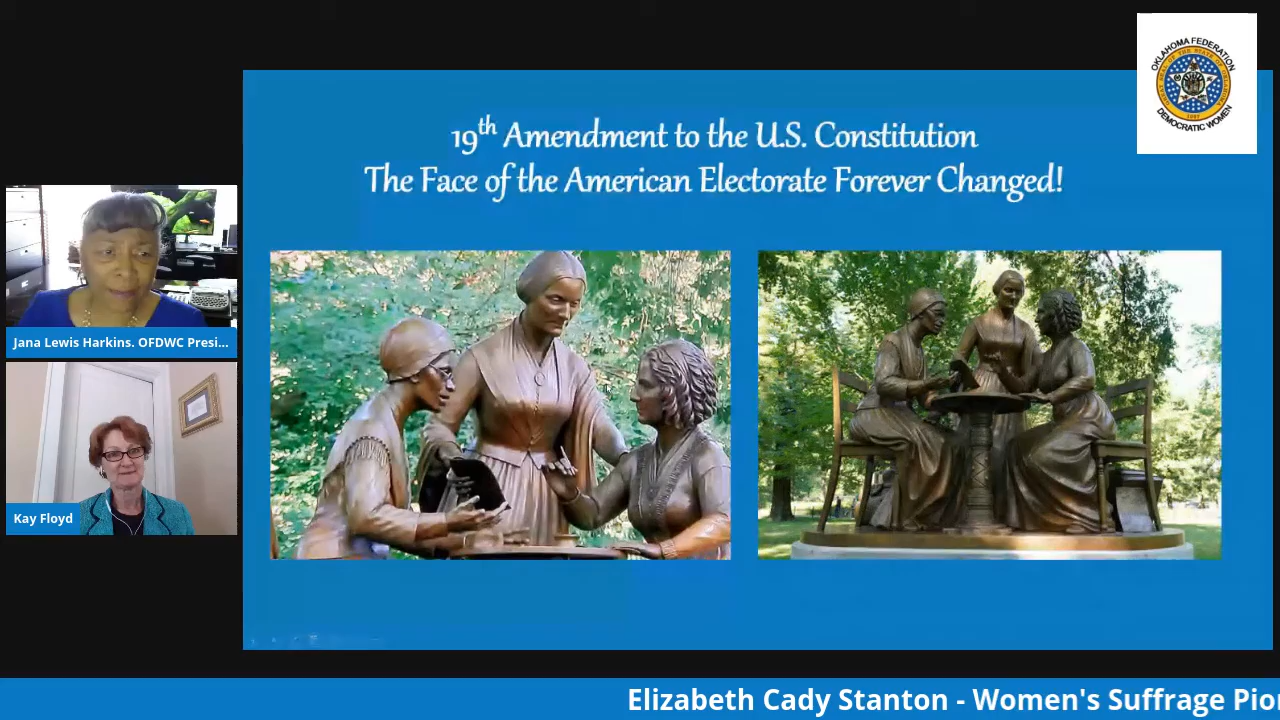 OKLAHOMA FEDERATION
DEMOCRATIC WOMEN
19th Amendment to the U.S. Constitution
The Face of the American Electorate Forever Changed!
Jana Lewis Harkins. OFDWC Presi...
Kay Floyd
Elizabeth Cady Stanton - Women's Suffrage Pio